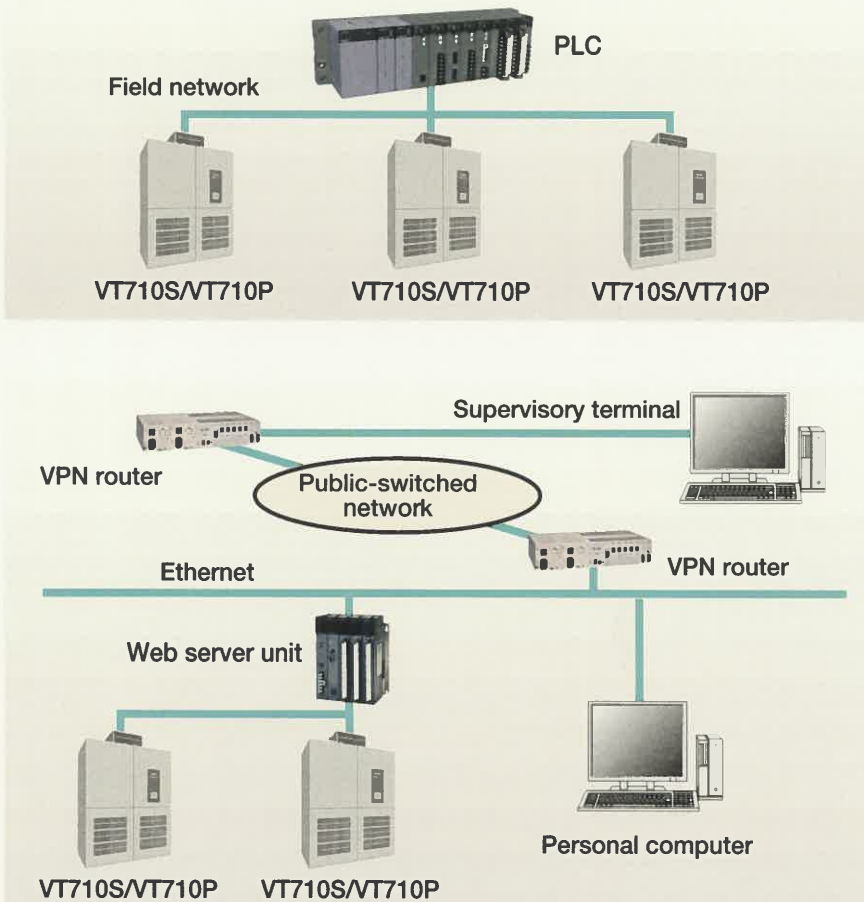 PLC
Field network
VT710S/VT710P
VT710S/VT710P
VT710S/VT710P
Supervisory terminal
VPN router
Public-switched
network
VPN router
Ethernet
Web server unit
Personal computer
VT710S/VT710P
VT710S/VT710P